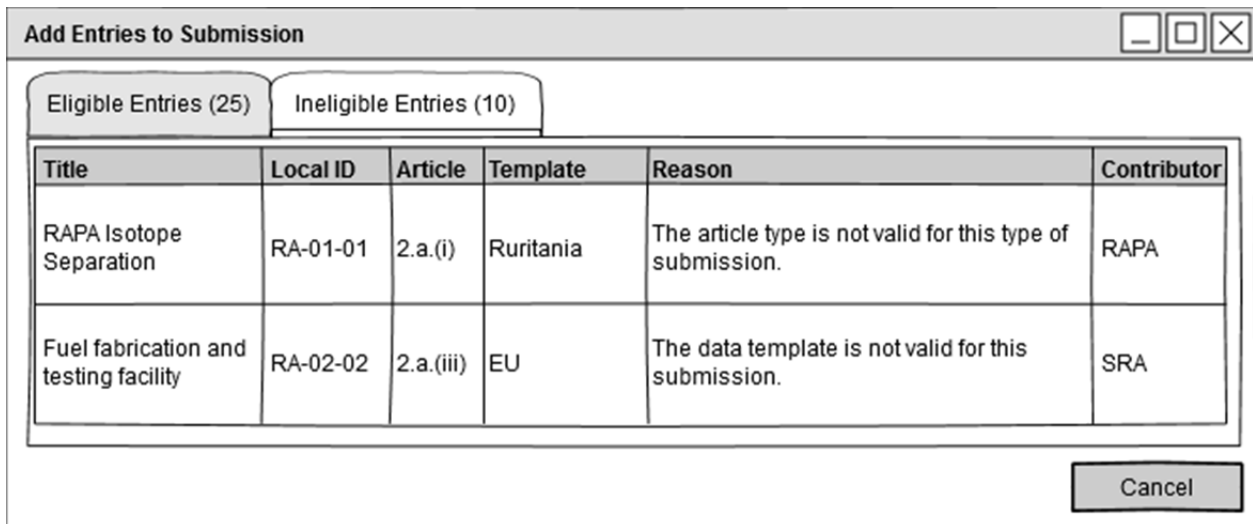 Add Entries to Submission
Eligible Entries (25) Ineligible Entries (10)
Title Local ID Article Template Reason Contributor
RAPA Isotope
Separation RA-01-01 2.a.(i) Ruritania The article type is not valid for this type of
submission. RAPA
Fuel fabrication and
testing facility RA-02-02 2.a.(iii) EU The data template is not valid for this
submission. SRA
Cancel